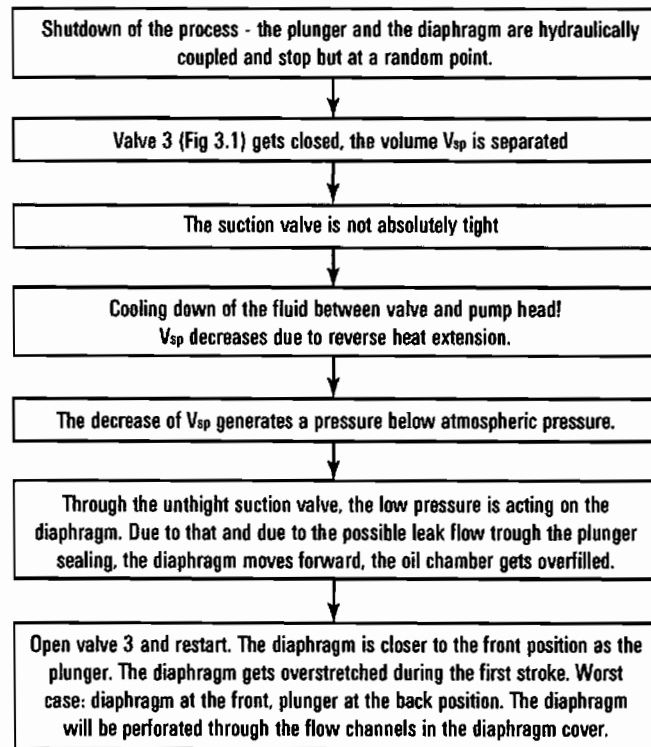 Shutdown of the process - the plunger and the diaphragm are hydraulically
coupled and stop but at a random point.
Valve 3 (Fig 3.1) gets closed, the volume Vsp is separated
The suction valve is not absolutely tight
Cooling down of the fluid between valve and pump head!
Vsp decreases due to reverse heat extension.
The decrease of Vsp generates a pressure below atmospheric pressure.
Through the unthight suction valve, the low pressure is acting on the
diaphragm. Due to that and due to the possible leak flow trough the plunger
sealing, the diaphragm moves forward, the oil chamber gets overfilled.
Open valve 3 and restart. The diaphragm is closer to the front position as the
plunger. The diaphragm gets overstretched during the first stroke. Worst
case: diaphragm at the front, plunger at the back position. The diaphragm
will be perforated through the flow channels in the diaphragm cover.